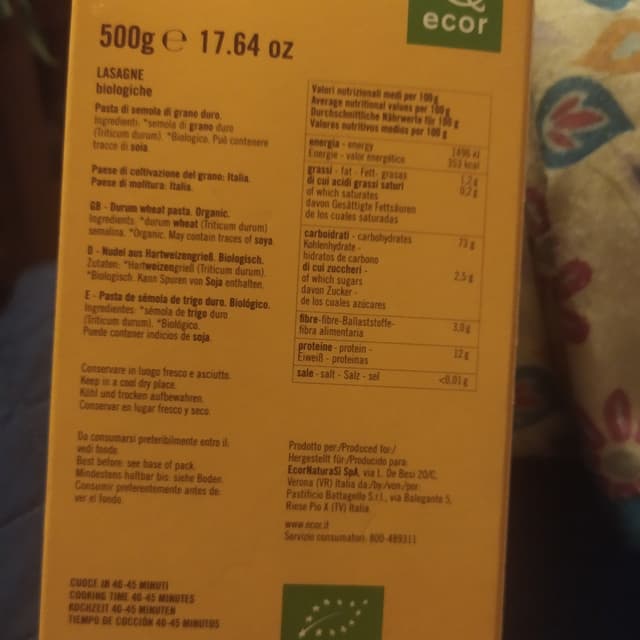 ecor
500g e 17.64 oz
LASAGNE
biologiche
Pasta di semola di grano duro.
Ingredienti: *semola di grano duro
(Triticum durum). *Biologico. Può contenere
tracce di soia.
Paese di coltivazione del grano: Italia.
Paese di molitura: Italia.
GB - Durum wheat pasta. Organic.
Ingredients: *durum wheat (Triticum durum)
semolina. *Organic. May contain traces of soya.
D - Nudel aus Hartweizengrieß. Biologisch.
Zutaten: *Hartweizengrieß (Triticum durum).
*Biologisch. Kann Spuren von Soja enthalten.
E - Pasta de sémola de trigo duro. Biológico.
Ingredientes: *sémola de trigo duro
(Triticum durum). *Biológico.
Puede contener indicios de soja.
Conservare in luogo fresco e asciutto.
Keep in a cool dry place.
Kühl und trocken aufbewahren.
Conservar en lugar fresco y seco.
Da consumarsi preferibilmente entro il:
vedi fondo.
Best before: see base of pack.
Mindestens haltbar bis: siehe Boden.
Consumir preferentemente antes de:
ver el fondo.
CUOCE IN 40-45 MINUTI
COOKING TIME 40-45 MINUTES
KOCHZEIT 40-45 MINUTEN
TIEMPO DE COCCIÓN 40-45 MINUTOS
Valori nutrizionali medi per 100 g
Average nutritional values per 100 g
Durchschnittliche Nährwerte für 100 g
Valores nutritivos medios per 100 g
energia - energy 1496 kJ
Energie - valor energético 353 kcal
grassi - fat - Fett- grasas 1,2 g
di cui acidi grassi saturi 0,2 g
of which saturates
davon Gesättigte Fettsäuren
de los cuales saturadas
carboidrati - carbohydrates 73 g
Kohlenhydrate -
hidratos de carbono
di cui zuccheri - 2,5 g
of which sugars
davon Zucker -
de los cuales azúcares
fibre-fibre-Ballaststoffe- 3,0 g
fibra alimentaria
proteine - protein - 12 g
Eiweiß - proteínas
sale - salt - Salz - sel <0,01 g
Prodotto per/Produced for/
Hergestellt für/Producido para:
EcorNaturaSì SpA, via L. De Besi 20/C,
Verona (VR) Italia da/by/von/por:
Pastificio Battagello S.r.l., via Balegante 5,
Riese Pio X (TV) Italia
www.ecor.it
Servizio consumatori: 800-489311